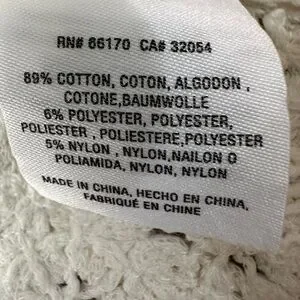 RN# 66170 CA# 32054
89% COTTON, COTON, ALGODON ,
COTONE,BAUMWOLLE
6% POLYESTER, POLYESTER,
POLIESTER , POLIESTERE,POLYESTER
5% NYLON, NYLON,NAILON O
POLIAMIDA, NYLON, NYLON
MADE IN CHINA, HECHO EN CHINA,
FABRIQUÉ EN CHINE